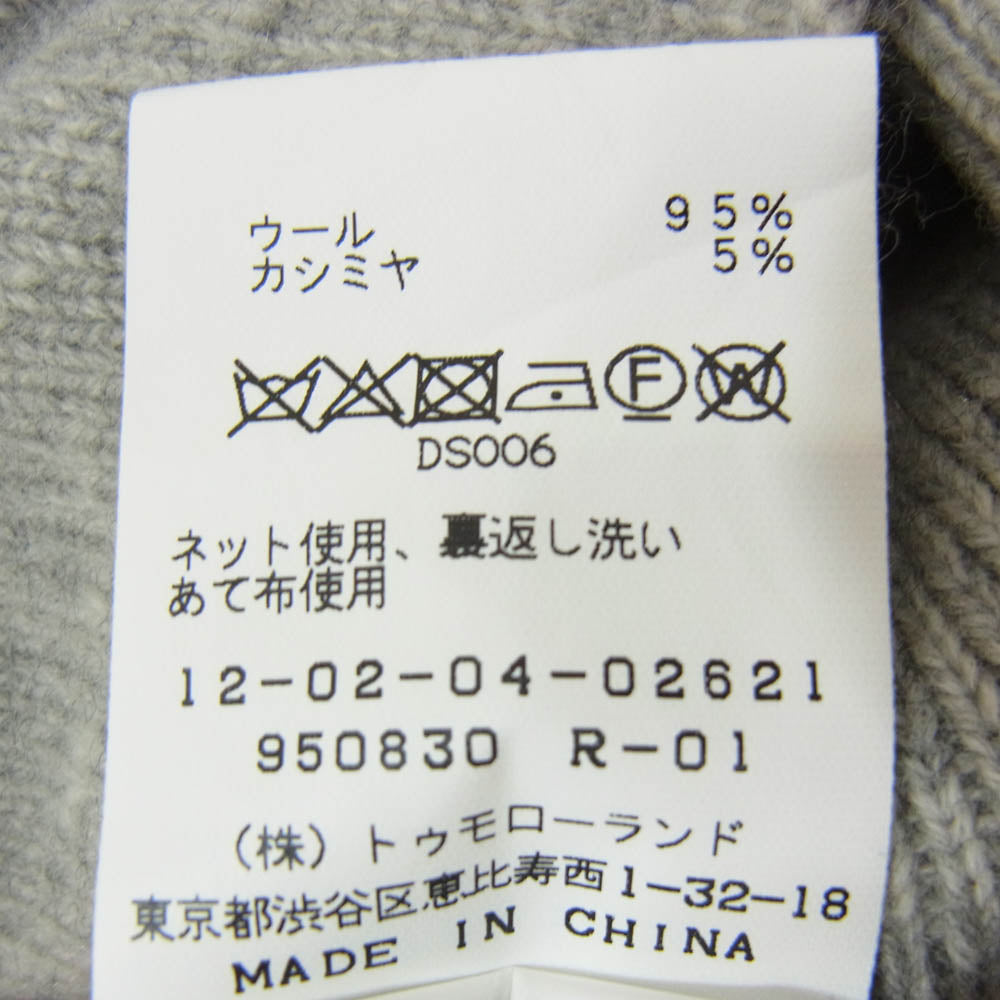 ウール 95%
カシミヤ 5%
F W
DS006
ネット使用、裏返し洗い
あて布使用
12-02-04-02621
950830 R-01
(株)トゥモローランド
東京都渋谷区恵比寿西1-32-18
MADE IN CHINA